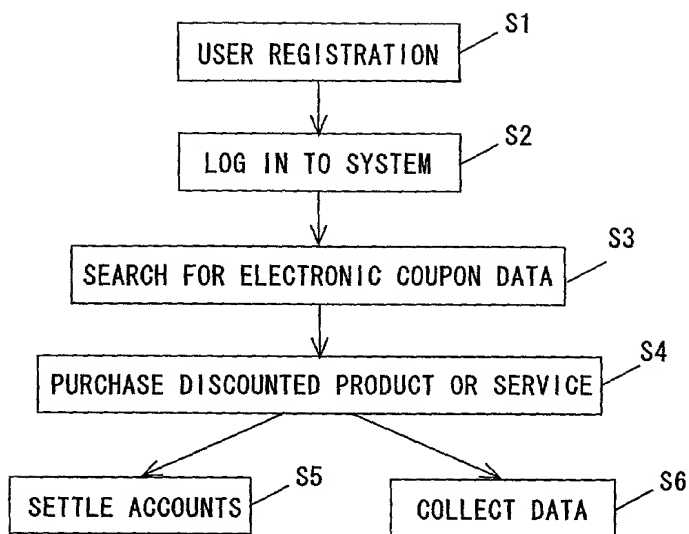 S1
USER REGISTRATION
S2
LOG IN TO SYSTEM
S3
SEARCH FOR ELECTRONIC COUPON DATA
S4
PURCHASE DISCOUNTED PRODUCT OR SERVICE
S5
SETTLE ACCOUNTS
S6
COLLECT DATA